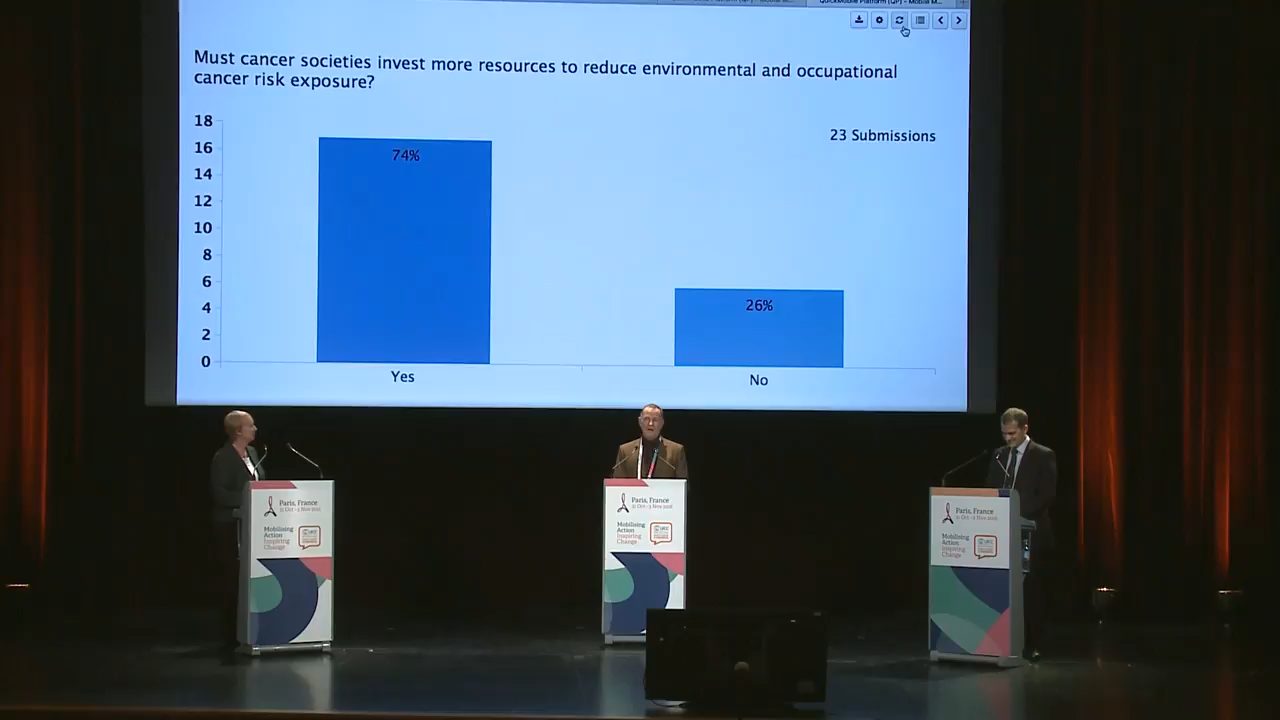 Must cancer societies invest more resources to reduce environmental and occupational
cancer risk exposure?
23 Submissions
18
16
14
12
10
8
6
4
2
0
74%
26%
Yes
No
Paris, France
Mobilising
Action
Inspiring
Change
Paris, France
Mobilising
Action
Inspiring
Change
Paris, France
Mobilising
Action
Inspiring
Change